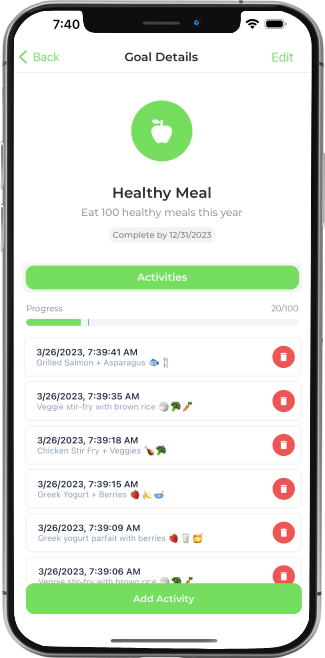 7:40
Back
Goal Details
Edit
Healthy Meal
Eat 100 healthy meals this year
Complete by 12/31/2023
Activities
Progress
20/100
3/26/2023, 7:39:41 AM
Grilled Salmon + Asparagus 🐟🍴
3/26/2023, 7:39:35 AM
Veggie stir-fry with brown rice 🍚🥦🥕
3/26/2023, 7:39:18 AM
Chicken Stir Fry + Veggies 🍗🥦
3/26/2023, 7:39:15 AM
Greek Yogurt + Berries 🍓🍌🥣
3/26/2023, 7:39:09 AM
Greek yogurt parfait with berries 🍓🥛🍯
3/26/2023, 7:39:06 AM
Veggie stir-fry with brown rice 🍚🥦🥕
Add Activity